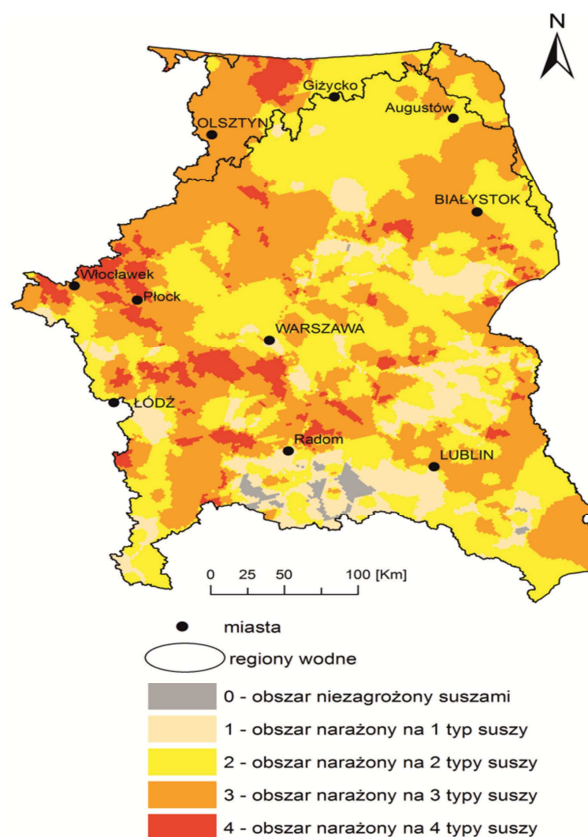 N
Giżycko
Augustów
OLSZTYN
BIAŁYSTOK
Włocławek
Płock
WARSZAWA
ŁÓDŹ
Radom
LUBLIN
0 25 50 100 [Km]
miasta
regiony wodne
0 - obszar niezagrożony suszami
1 - obszar narażony na 1 typ suszy
2 - obszar narażony na 2 typy suszy
3 - obszar narażony na 3 typy suszy
4 - obszar narażony na 4 typy suszy